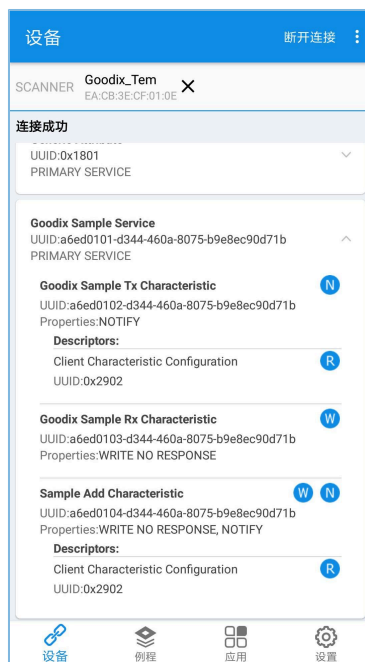 设备
断开连接
SCANNER
Goodix_Tem
EA:CB:3E:CF:01:0E
连接成功
UUID:0x1801
PRIMARY SERVICE
Goodix Sample Service
UUID:a6ed0101-d344-460a-8075-b9e8ec90d71b
PRIMARY SERVICE
Goodix Sample Tx Characteristic
N
UUID:a6ed0102-d344-460a-8075-b9e8ec90d71b
Properties:NOTIFY
Descriptors:
Client Characteristic Configuration
R
UUID:0x2902
Goodix Sample Rx Characteristic
W
UUID:a6ed0103-d344-460a-8075-b9e8ec90d71b
Properties:WRITE NO RESPONSE
Sample Add Characteristic
W N
UUID:a6ed0104-d344-460a-8075-b9e8ec90d71b
Properties:WRITE NO RESPONSE, NOTIFY
Descriptors:
Client Characteristic Configuration
R
UUID:0x2902
设备
例程
应用
设置